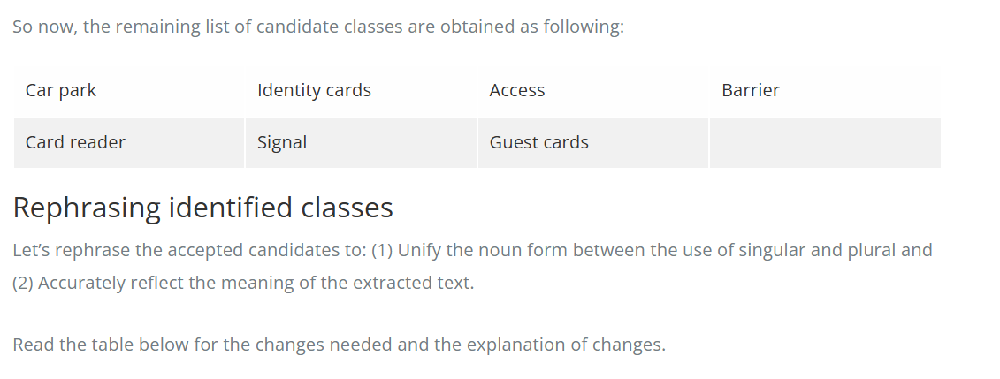 So now, the remaining list of candidate classes are obtained as following:
Car park Identity cards Access Barrier
Card reader Signal Guest cards
Rephrasing identified classes
Let’s rephrase the accepted candidates to: (1) Unify the noun form between the use of singular and plural and
(2) Accurately reflect the meaning of the extracted text.
Read the table below for the changes needed and the explanation of changes.